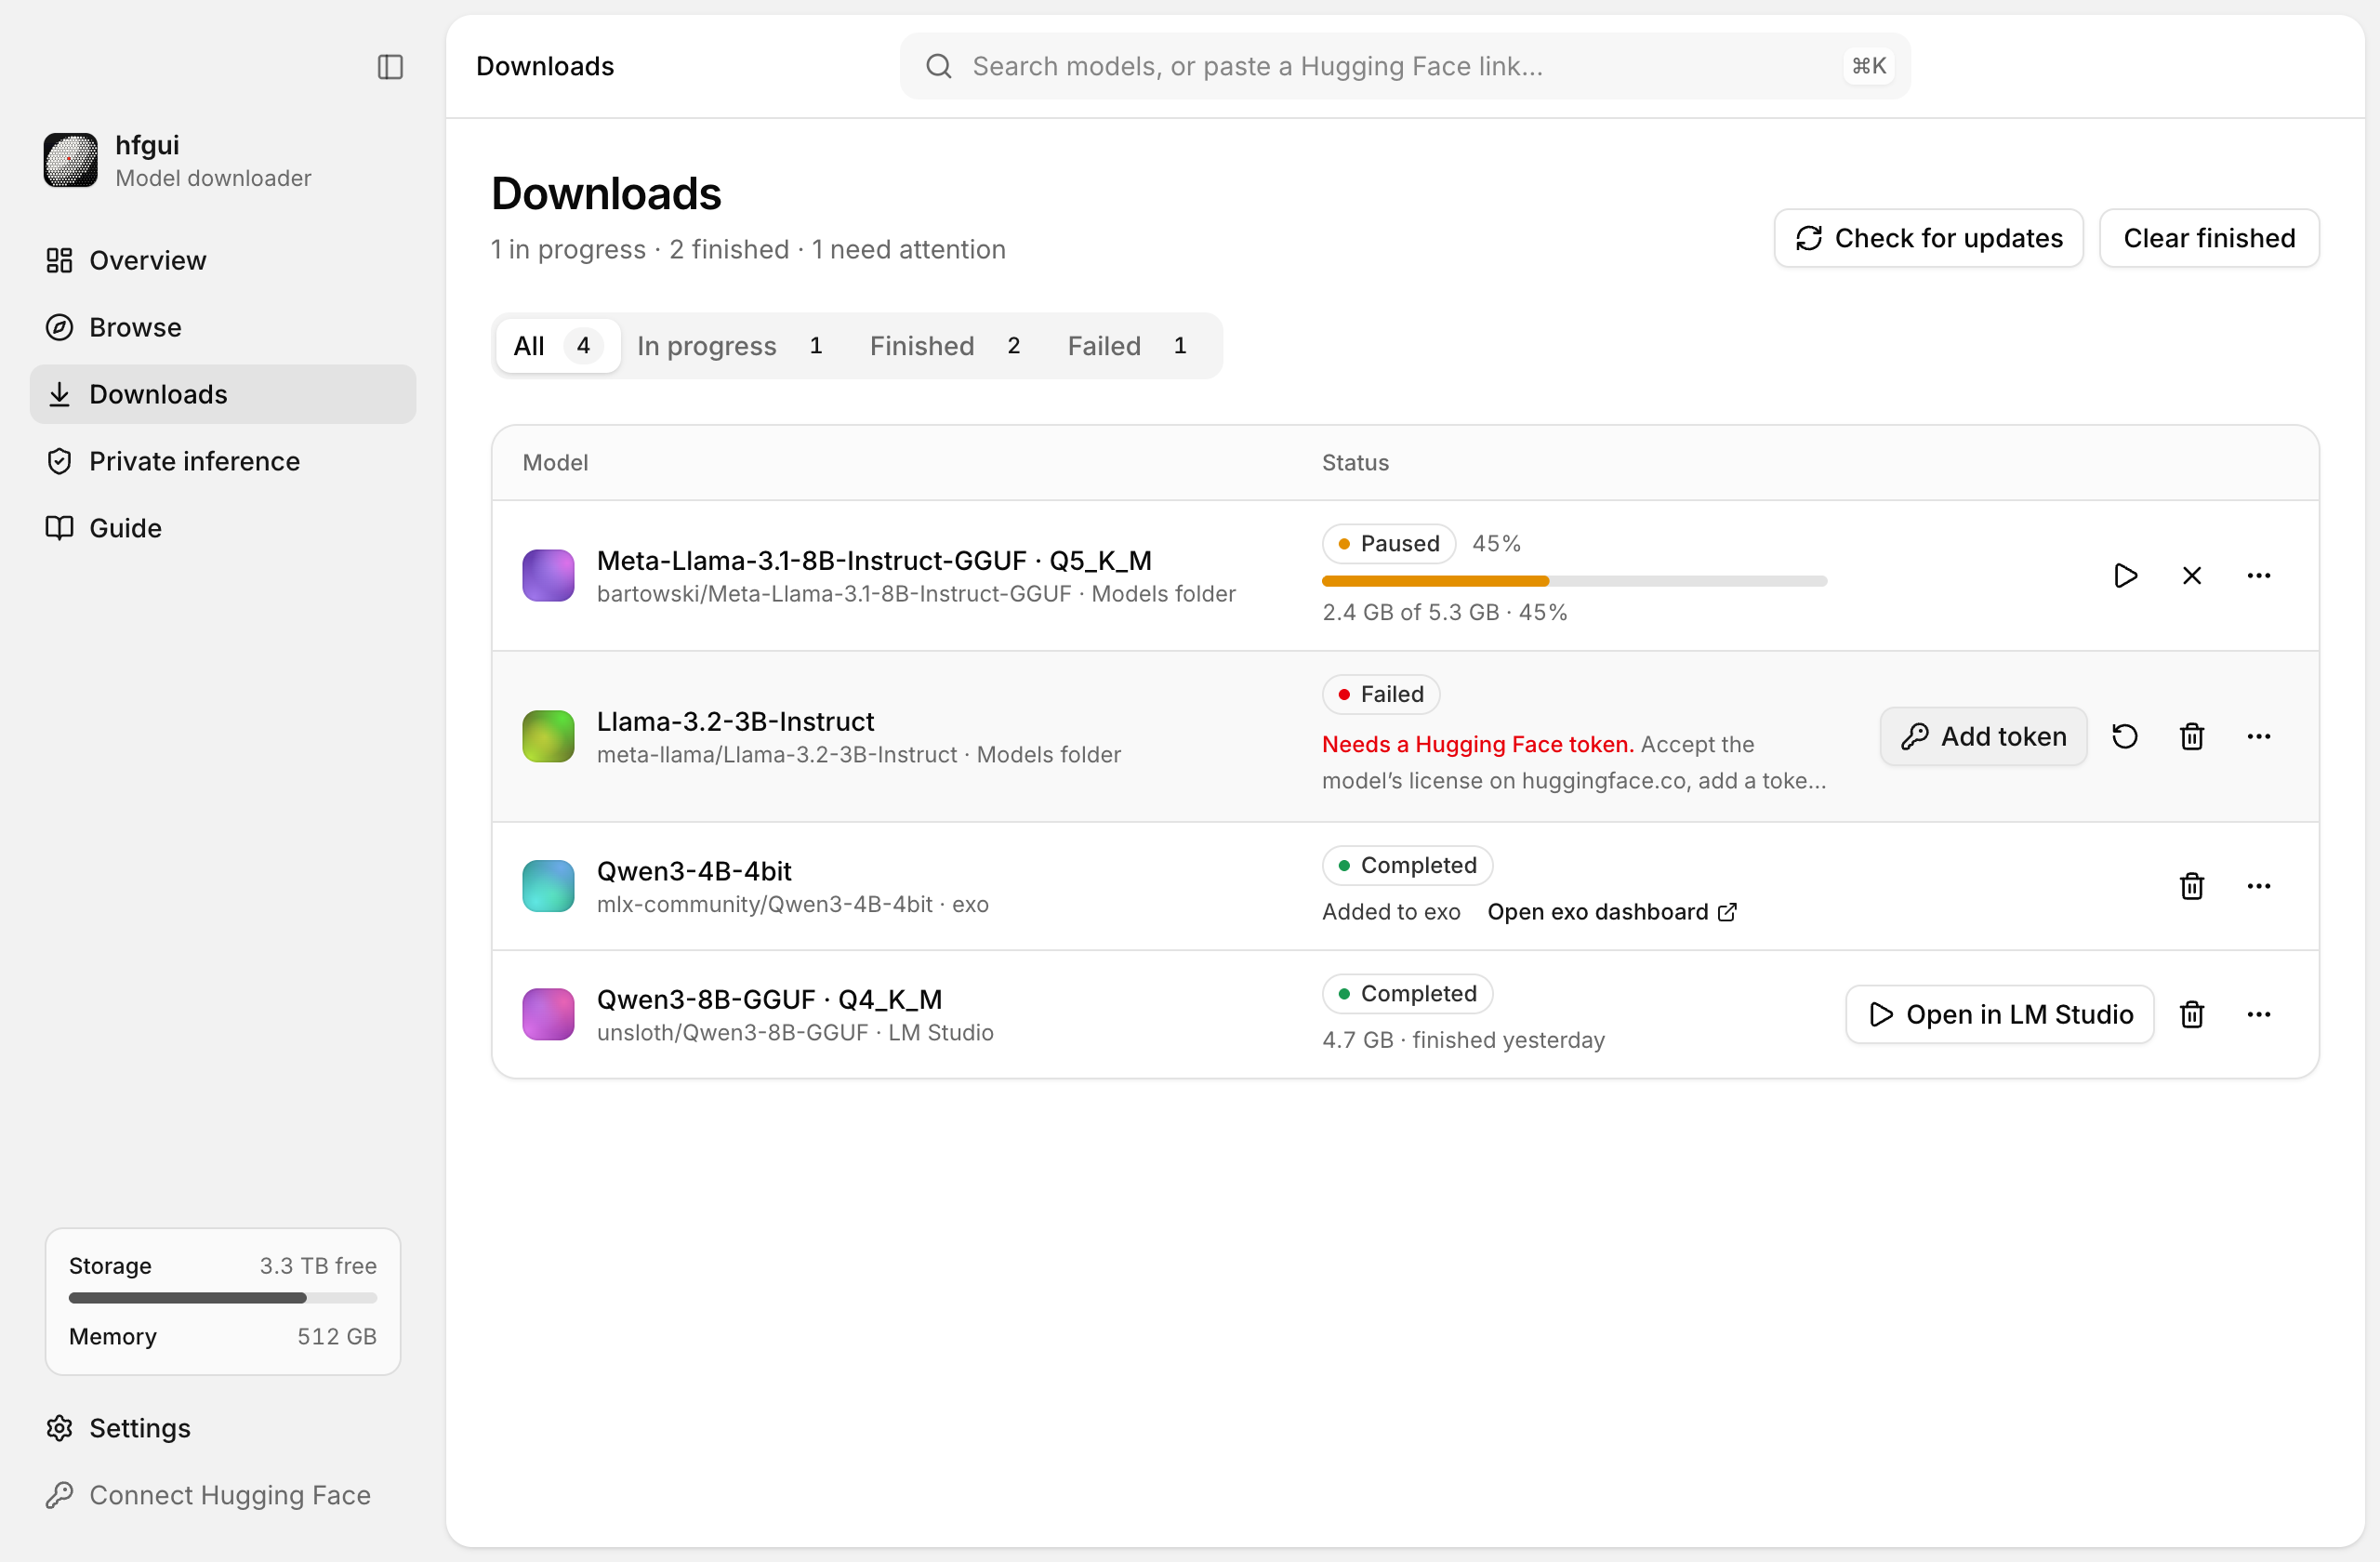 Downloads
Search models, or paste a Hugging Face link...
⌘K
hfgui
Model downloader
Overview
Browse
Downloads
Private inference
Guide
Storage 3.3 TB free
Memory 512 GB
Settings
Connect Hugging Face
Downloads
1 in progress · 2 finished · 1 need attention
Check for updates
Clear finished
All 4
In progress 1
Finished 2
Failed 1
Model
Status
Meta-Llama-3.1-8B-Instruct-GGUF · Q5_K_M
bartowski/Meta-Llama-3.1-8B-Instruct-GGUF · Models folder
Paused 45%
2.4 GB of 5.3 GB · 45%
Llama-3.2-3B-Instruct
meta-llama/Llama-3.2-3B-Instruct · Models folder
Failed
Needs a Hugging Face token. Accept the
model’s license on huggingface.co, add a toke...
Add token
Qwen3-4B-4bit
mlx-community/Qwen3-4B-4bit · exo
Completed
Added to exo Open exo dashboard
Qwen3-8B-GGUF · Q4_K_M
unsloth/Qwen3-8B-GGUF · LM Studio
Completed
4.7 GB · finished yesterday
Open in LM Studio